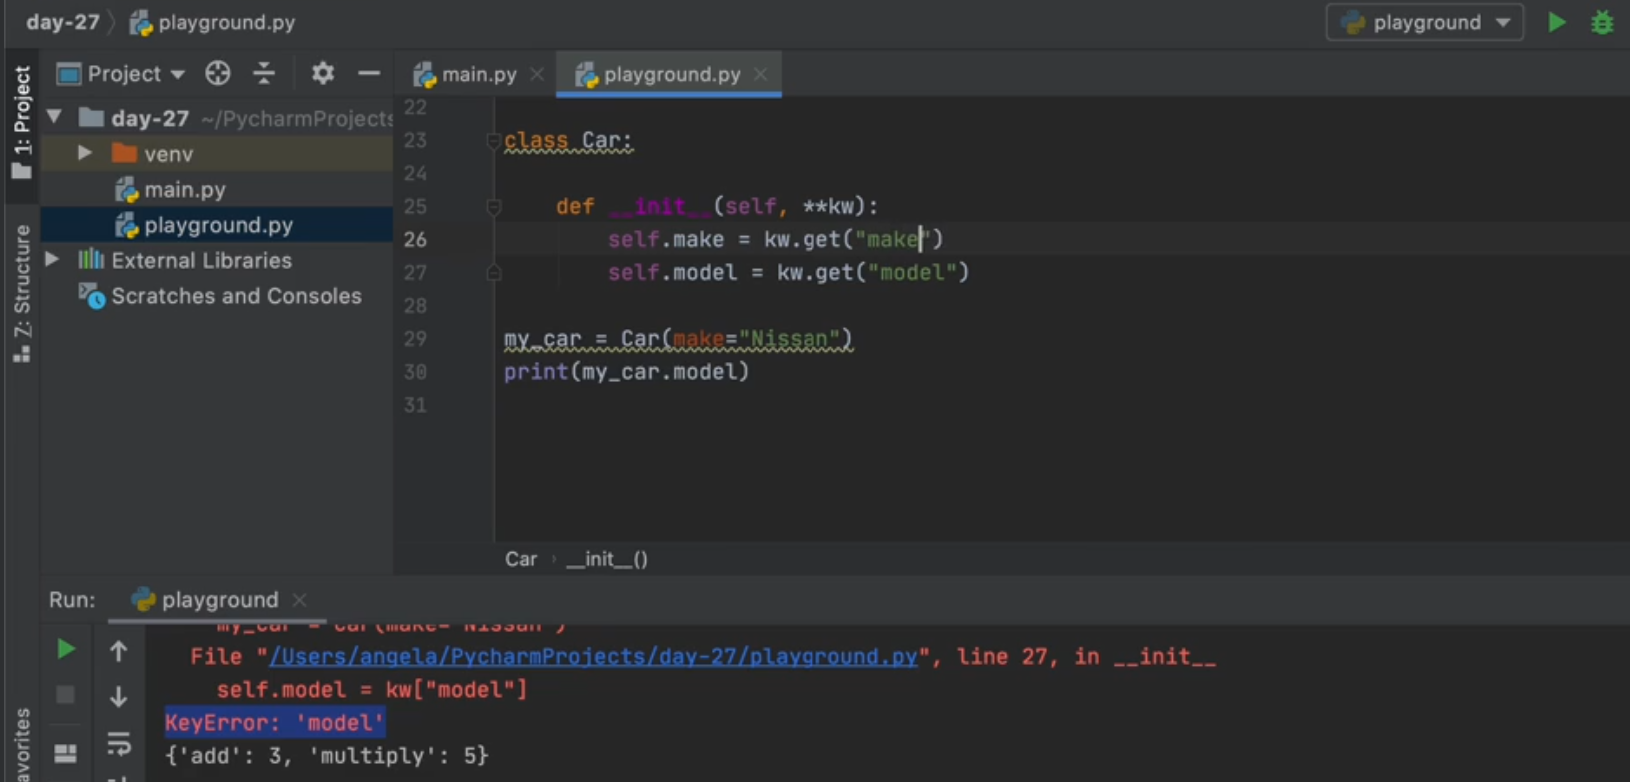 day-27 playground.py
playground
1: Project
Project
main.py
playground.py
day-27 ~/PycharmProjects
venv
main.py
playground.py
External Libraries
Scratches and Consoles
Z: Structure
22
23 class Car:
24
25 def __init__(self, **kw):
26 self.make = kw.get("make")
27 self.model = kw.get("model")
28
29 my_car = Car(make="Nissan")
30 print(my_car.model)
31
Car › __init__()
Run: playground
my_car = Car(make="Nissan")
File "/Users/angela/PycharmProjects/day-27/playground.py", line 27, in __init__
self.model = kw["model"]
KeyError: 'model'
{'add': 3, 'multiply': 5}
avorites